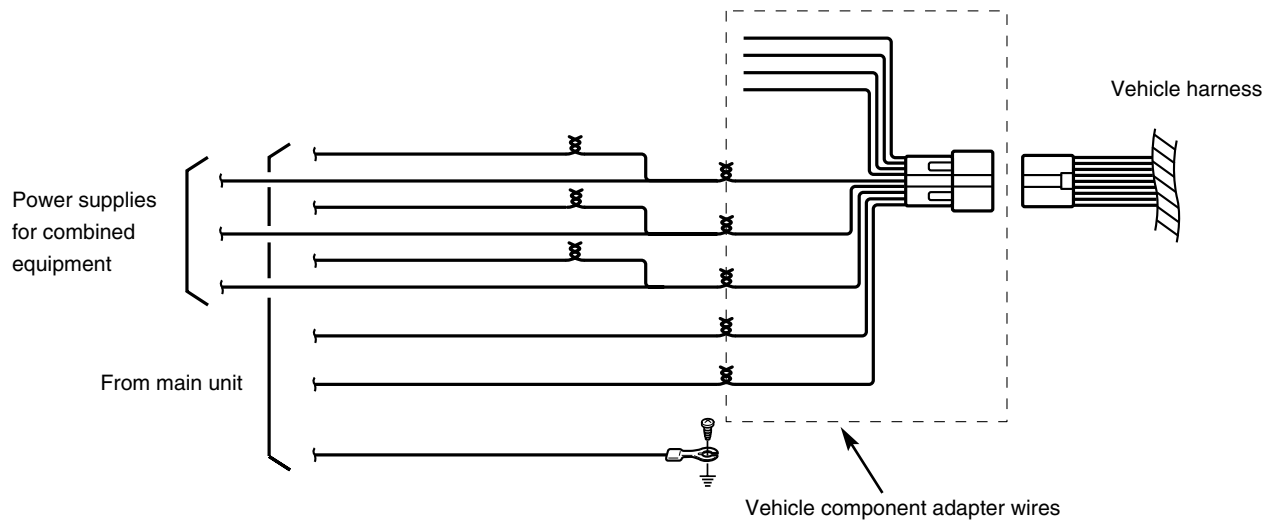 Vehicle harness
Power supplies
for combined
equipment
From main unit
Vehicle component adapter wires